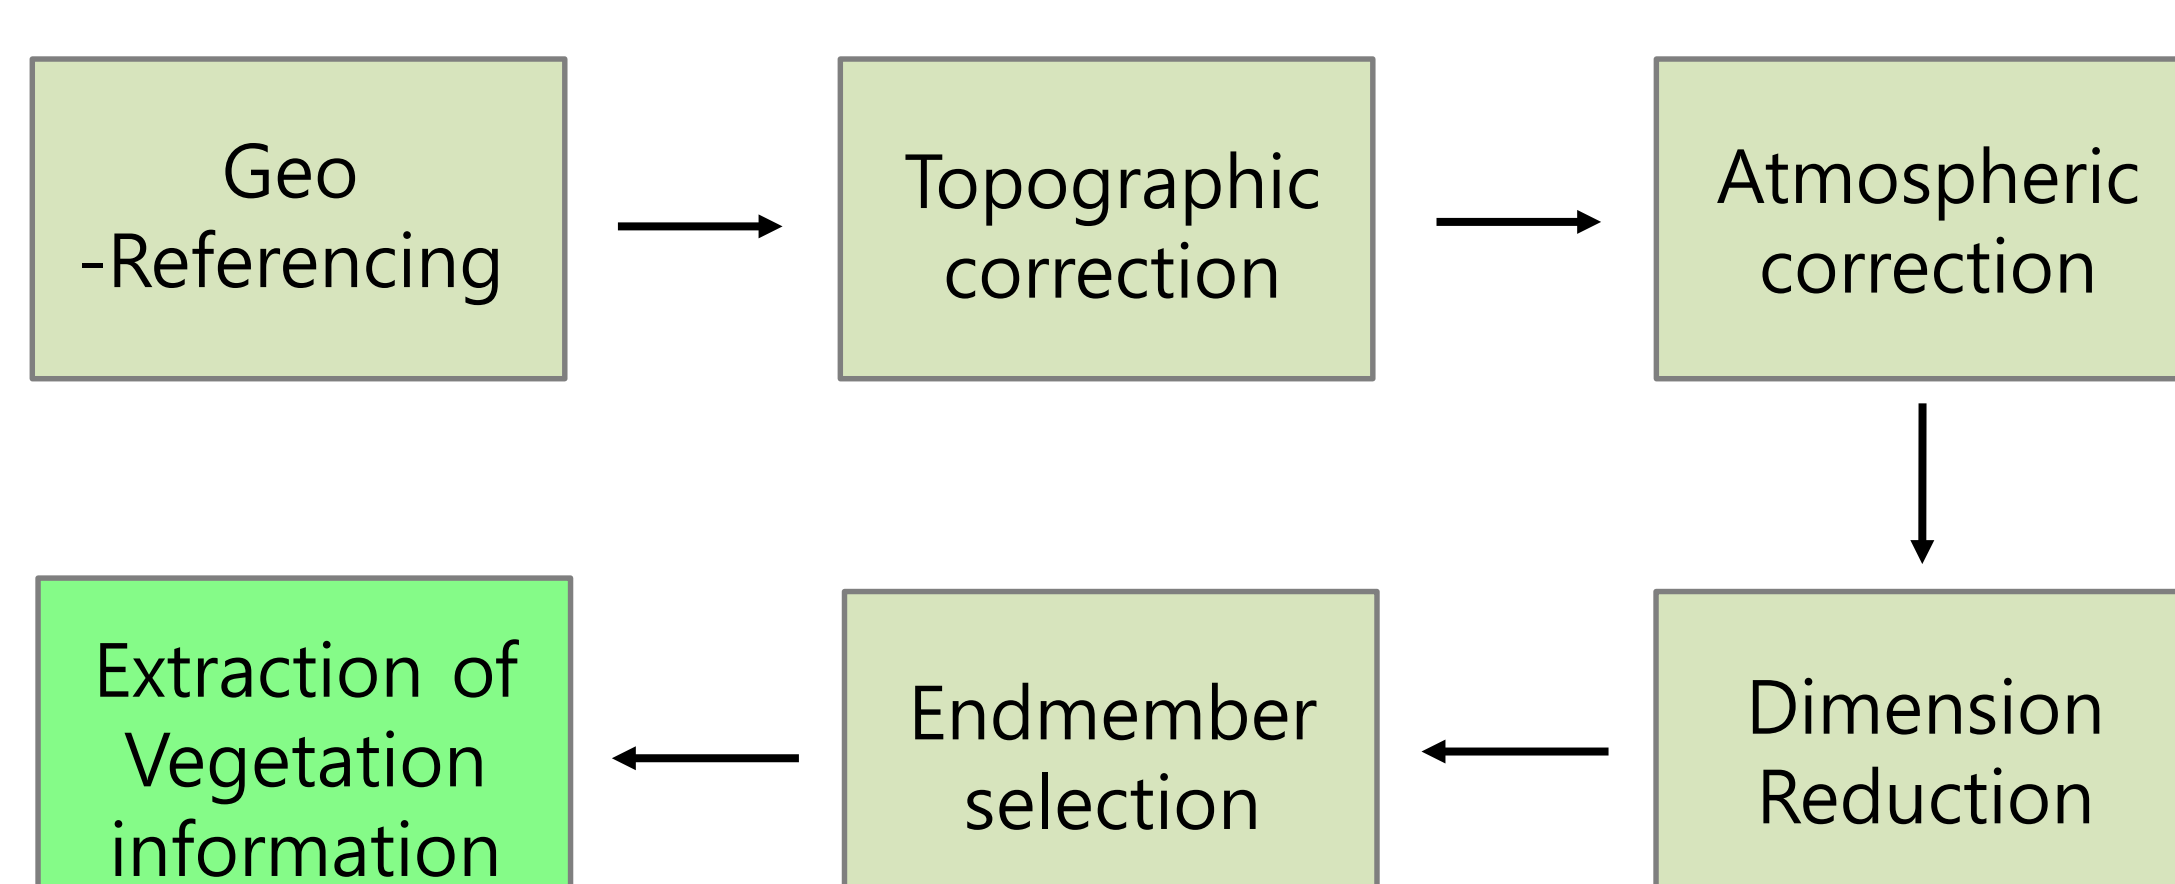 Geo
-Referencing
Topographic
correction
Atmospheric
correction
Extraction of
Vegetation
information
Endmember
selection
Dimension
Reduction